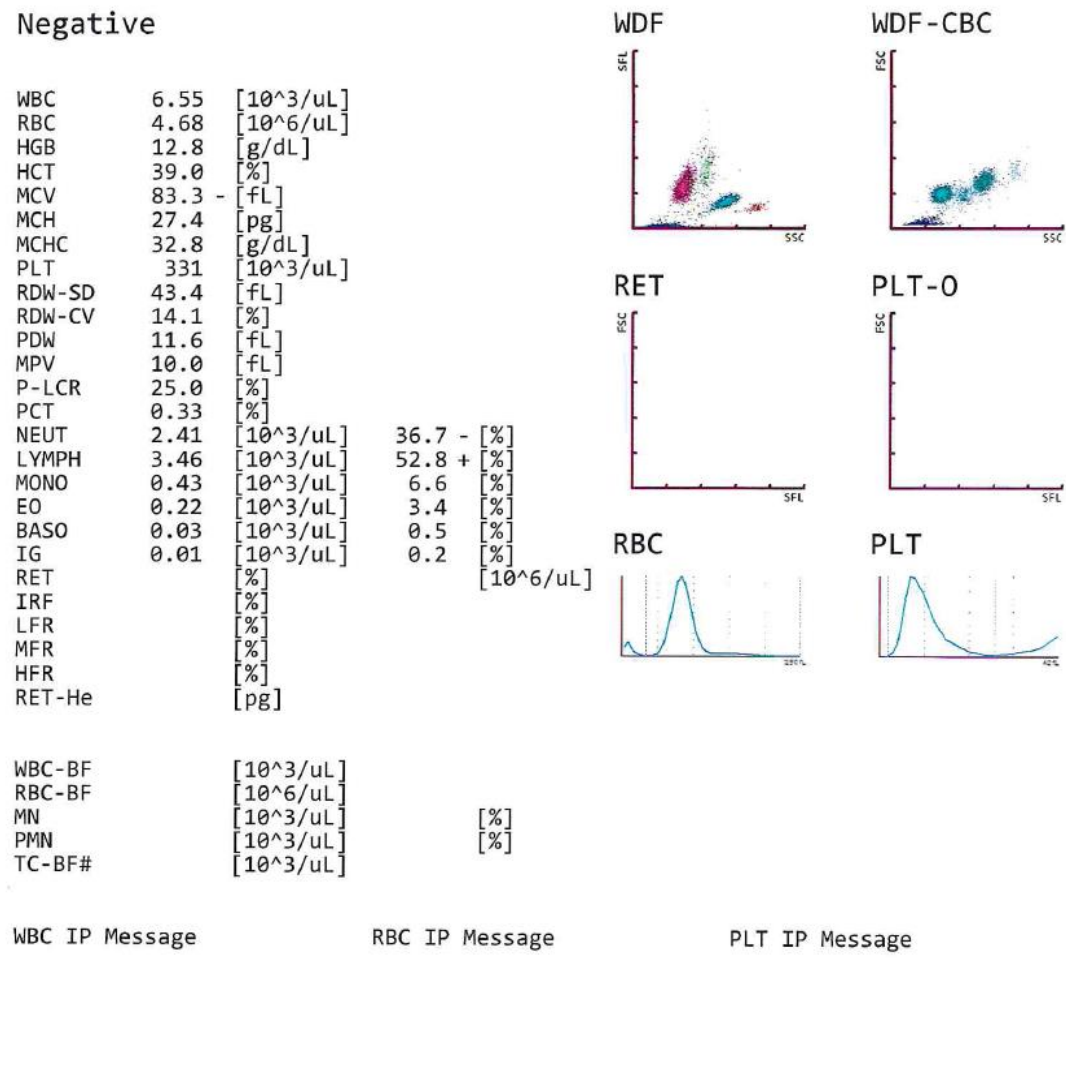 Negative
WBC 6.55 [10^3/uL]
RBC 4.68 [10^6/uL]
HGB 12.8 [g/dL]
HCT 39.0 [%]
MCV 83.3 - [fL]
MCH 27.4 [pg]
MCHC 32.8 [g/dL]
PLT 331 [10^3/uL]
RDW-SD 43.4 [fL]
RDW-CV 14.1 [%]
PDW 11.6 [fL]
MPV 10.0 [fL]
P-LCR 25.0 [%]
PCT 0.33 [%]
NEUT 2.41 [10^3/uL] 36.7 - [%]
LYMPH 3.46 [10^3/uL] 52.8 + [%]
MONO 0.43 [10^3/uL] 6.6 [%]
EO 0.22 [10^3/uL] 3.4 [%]
BASO 0.03 [10^3/uL] 0.5 [%]
IG 0.01 [10^3/uL] 0.2 [%]
RET [%] [10^6/uL]
IRF [%]
LFR [%]
MFR [%]
HFR [%]
RET-He [pg]
WBC-BF [10^3/uL]
RBC-BF [10^6/uL]
MN [10^3/uL] [%]
PMN [10^3/uL] [%]
TC-BF# [10^3/uL]
WDF
SFL
SSC
WDF-CBC
FSC
SSC
RET
FSC
SFL
PLT-O
FSC
SFL
RBC
PLT
WBC IP Message
RBC IP Message
PLT IP Message